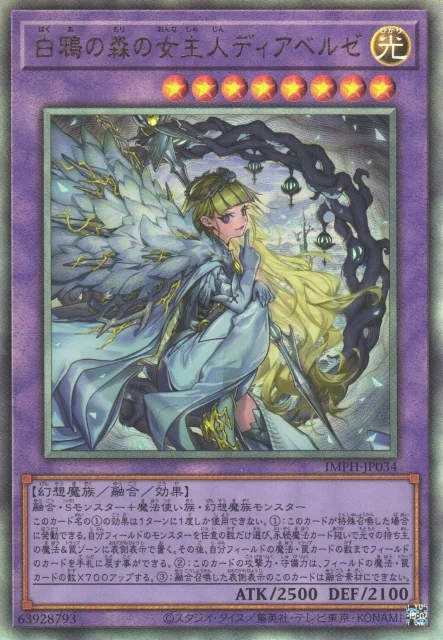 白鴉の森の女主人ディアベルゼ
光
IMPH-JP034
【幻想魔族/融合/効果】
融合・Sモンスター+魔法使い族・幻想魔族モンスター
このカード名の①の効果は1ターンに1度しか使用できない。①:このカードが特殊召喚した場合
に発動できる。自分フィールドのモンスターを任意の数だけ選び、永続魔法カード扱いで元々の持ち主
の魔法&罠ゾーンに表側表示で置く。その後、自分フィールドの魔法・罠カードの数までフィールド
のカードを手札に戻す事ができる。②:このカードの攻撃力・守備力は、フィールドの魔法・罠
カードの数×700アップする。③:融合召喚した表側表示のこのカードは融合素材にできない。
ATK/2500 DEF/2100
63928793
©スタジオ・ダイス/集英社・テレビ東京・KONAMI